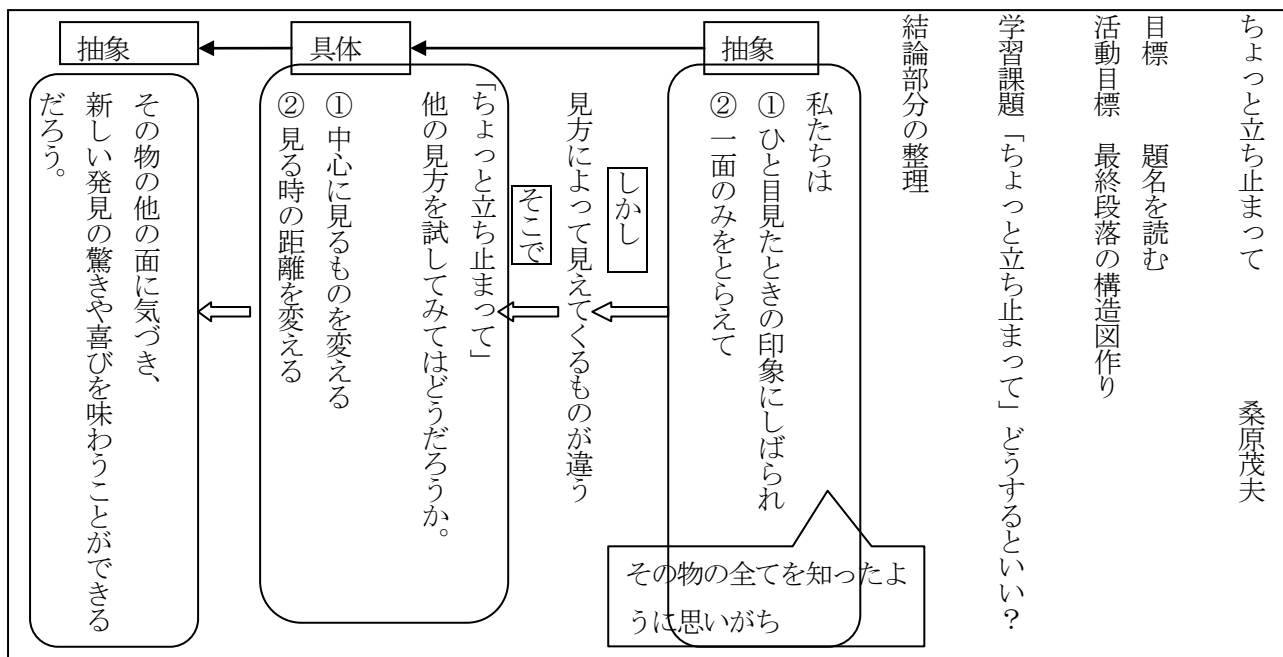 ちょっと立ち止まって　桑原茂夫
目標　題名を読む
活動目標　最終段落の構造図作り
学習課題「ちょっと立ち止まって」どうするといい？
結論部分の整理
抽象
私たちは
① ひと目見たときの印象にしばられ
② 一面のみをとらえて
その物の全てを知ったよ
うに思いがち
しかし
見方によって見えてくるものが違う
そこで
具体
「ちょっと立ち止まって」
他の見方を試してみてはどうだろうか。
① 中心に見るものを変える
② 見る時の距離を変える
抽象
その物の他の面に気づき、
新しい発見の驚きや喜びを味わうことができる
だろう。